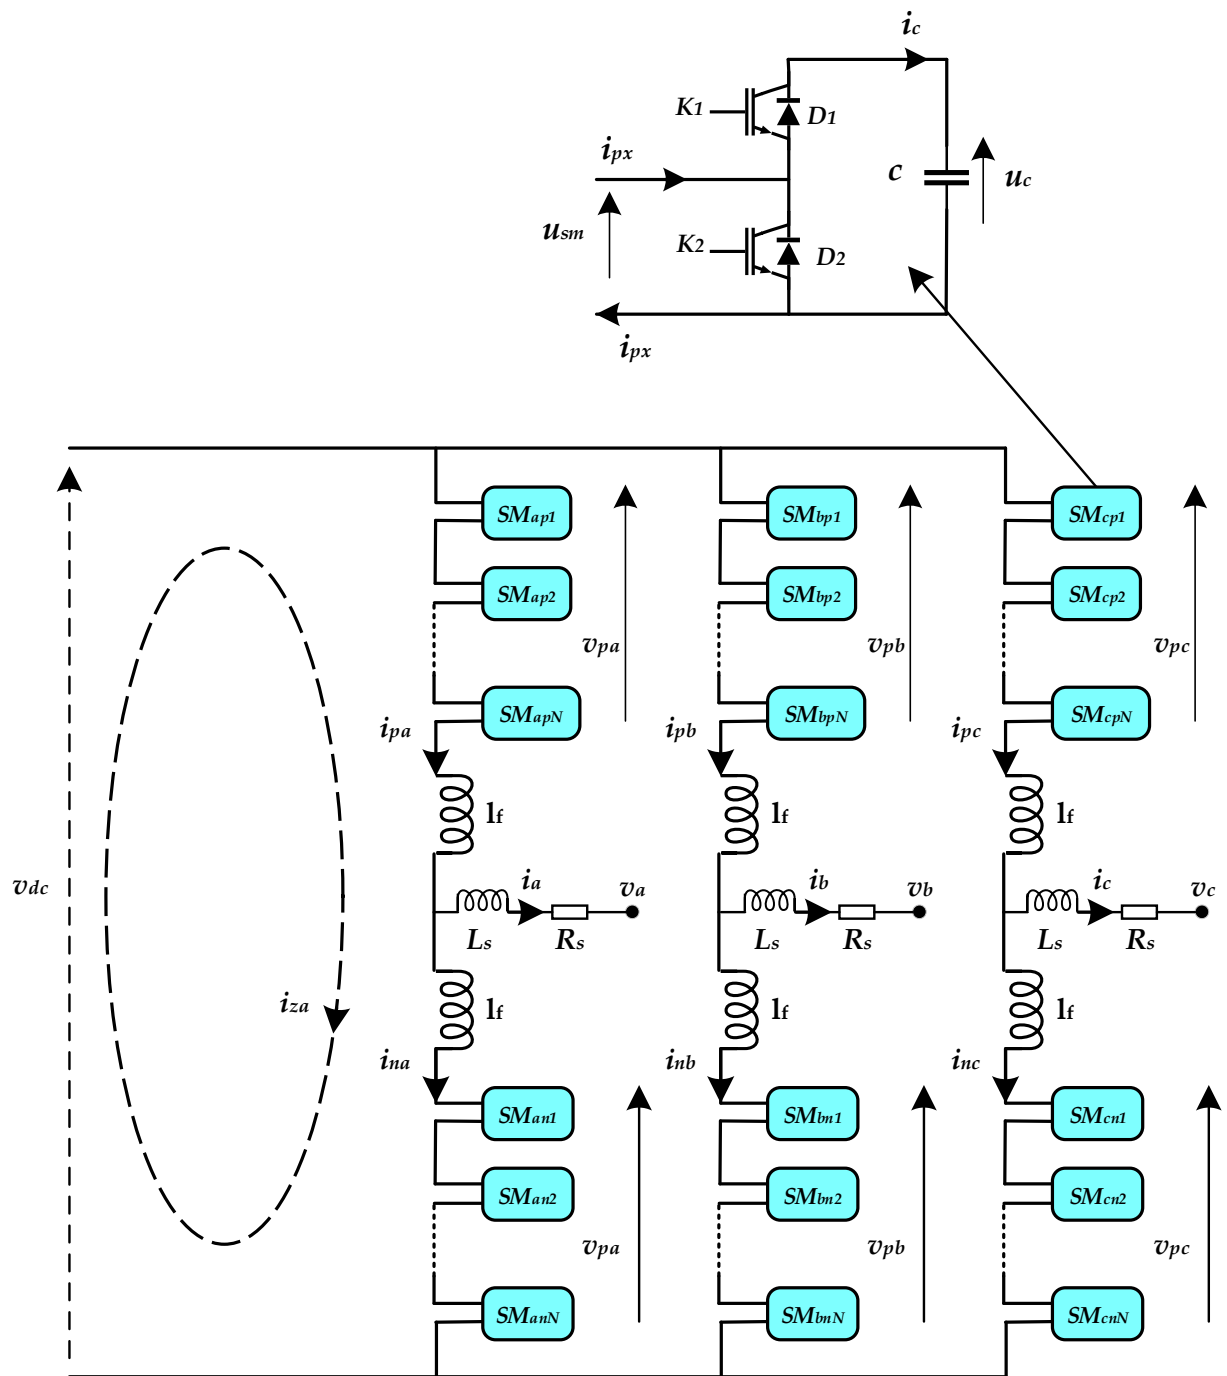 ic
K1
D1
ipx
c
uc
usm
K2
D2
ipx
SMap1
SMbp1
SMcp1
SMap2
SMbp2
SMcp2
vpa
vpb
vpc
SMapN
SMbpN
SMcpN
ipa
ipb
ipc
lf
lf
lf
vdc
ia
va
ib
vb
ic
vc
Ls
Rs
Ls
Rs
Ls
Rs
iza
lf
lf
lf
ina
inb
inc
SMan1
SMbn1
SMcn1
SMan2
SMbn2
SMcn2
vpa
vpb
vpc
SManN
SMbnN
SMcnN